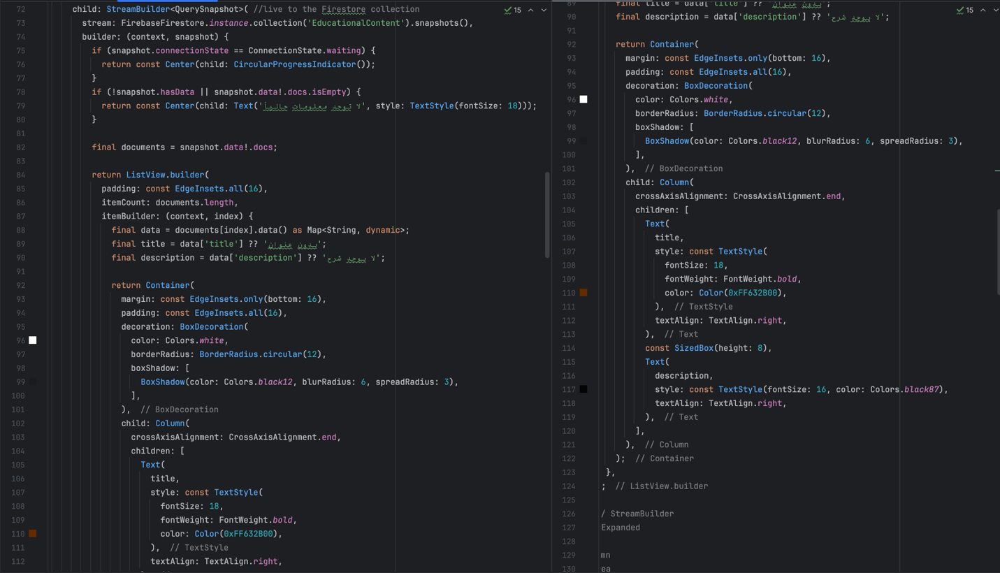 72 child: StreamBuilder<QuerySnapshot>( //live to the Firestore collection
15
73 stream: FirebaseFirestore.instance.collection('EducationalContent').snapshots(),
74 builder: (context, snapshot) {
75 if (snapshot.connectionState == ConnectionState.waiting) {
76 return const Center(child: CircularProgressIndicator());
77 }
78 if (!snapshot.hasData || snapshot.data!.docs.isEmpty) {
79 return const Center(child: Text('لا توجد معلومات حالياً', style: TextStyle(fontSize: 18)));
80 }
81
82 final documents = snapshot.data!.docs;
83
84 return ListView.builder(
85 padding: const EdgeInsets.all(16),
86 itemCount: documents.length,
87 itemBuilder: (context, index) {
88 final data = documents[index].data() as Map<String, dynamic>;
89 final title = data['title'] ?? 'بدون عنوان';
90 final description = data['description'] ?? 'لا يوجد شرح';
91
92 return Container(
93 margin: const EdgeInsets.only(bottom: 16),
94 padding: const EdgeInsets.all(16),
95 decoration: BoxDecoration(
96 color: Colors.white,
97 borderRadius: BorderRadius.circular(12),
98 boxShadow: [
99 BoxShadow(color: Colors.black12, blurRadius: 6, spreadRadius: 3),
100 ],
101 ), // BoxDecoration
102 child: Column(
103 crossAxisAlignment: CrossAxisAlignment.end,
104 children: [
105 Text(
106 title,
107 style: const TextStyle(
108 fontSize: 18,
109 fontWeight: FontWeight.bold,
110 color: Color(0xFF632B00),
111 ), // TextStyle
112 textAlign: TextAlign.right,
89 final title = data['title'] ?? 'بدون عنوان';
15
90 final description = data['description'] ?? 'لا يوجد شرح';
91
92 return Container(
93 margin: const EdgeInsets.only(bottom: 16),
94 padding: const EdgeInsets.all(16),
95 decoration: BoxDecoration(
96 color: Colors.white,
97 borderRadius: BorderRadius.circular(12),
98 boxShadow: [
99 BoxShadow(color: Colors.black12, blurRadius: 6, spreadRadius: 3),
100 ],
101 ), // BoxDecoration
102 child: Column(
103 crossAxisAlignment: CrossAxisAlignment.end,
104 children: [
105 Text(
106 title,
107 style: const TextStyle(
108 fontSize: 18,
109 fontWeight: FontWeight.bold,
110 color: Color(0xFF632B00),
111 ), // TextStyle
112 textAlign: TextAlign.right,
113 ), // Text
114 const SizedBox(height: 8),
115 Text(
116 description,
117 style: const TextStyle(fontSize: 16, color: Colors.black87),
118 textAlign: TextAlign.right,
119 ), // Text
120 ],
121 ), // Column
122 ); // Container
123 },
124 ; // ListView.builder
125
126 / StreamBuilder
127 Expanded
128
129 mn
130 ea